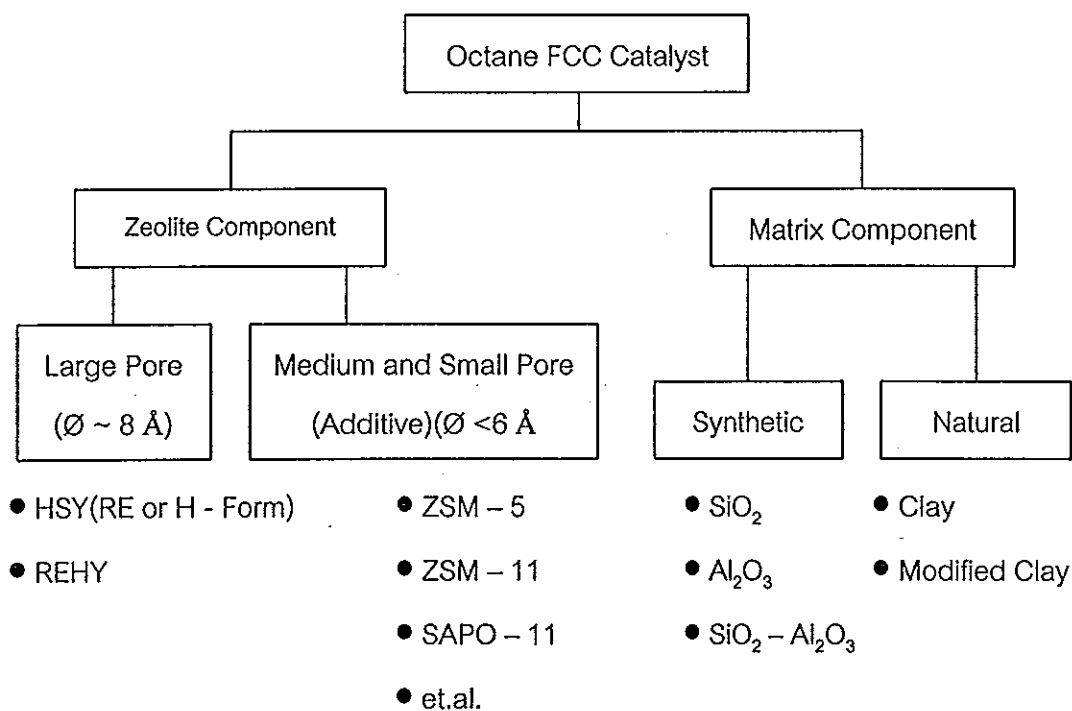 Octane FCC Catalyst
Zeolite Component
Matrix Component
Large Pore
(Ø ~ 8 Å)
Medium and Small Pore
(Additive)(Ø <6 Å
Synthetic
Natural
● HSY(RE or H - Form)
● REHY
● ZSM – 5
● ZSM – 11
● SAPO – 11
● et.al.
● SiO₂
● Al₂O₃
● SiO₂ – Al₂O₃
● Clay
● Modified Clay